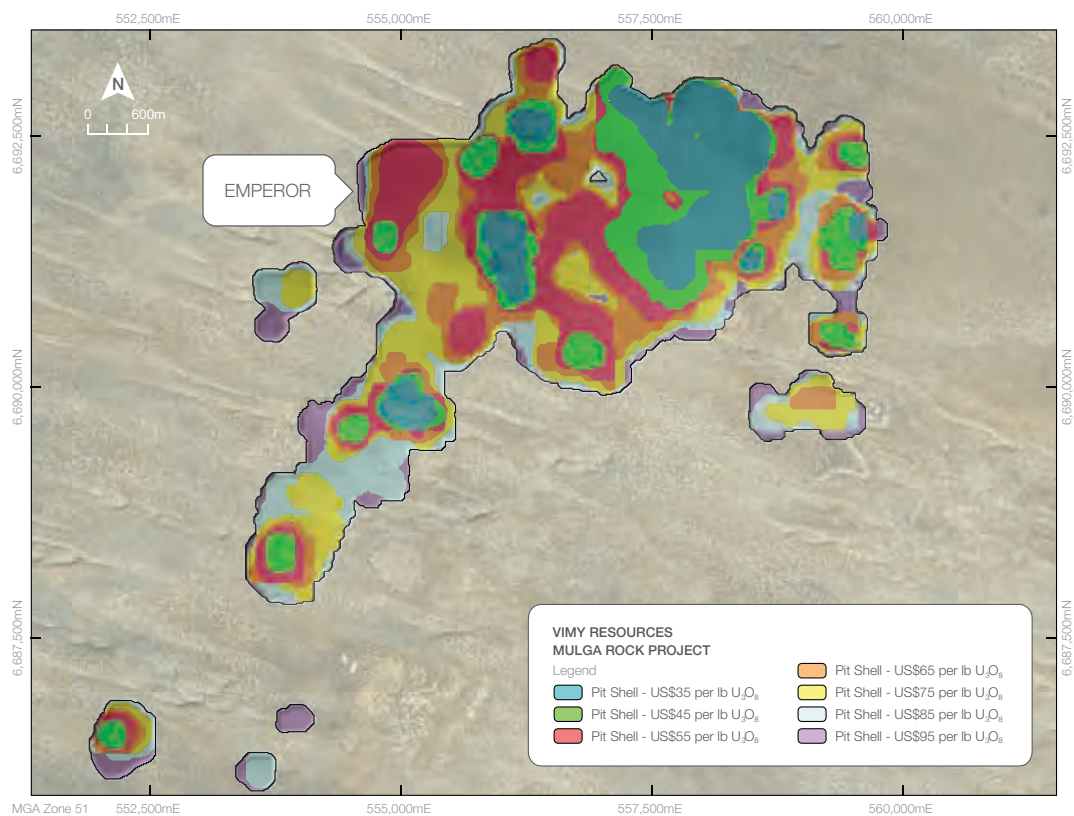 552,500mE 555,000mE 557,500mE 560,000mE
N
0 600m
6,692,500mN 6,692,500mN
EMPEROR
6,690,000mN 6,690,000mN
6,687,500mN 6,687,500mN
VIMY RESOURCES
MULGA ROCK PROJECT
Legend
Pit Shell - US$35 per lb U₃O₈
Pit Shell - US$45 per lb U₃O₈
Pit Shell - US$55 per lb U₃O₈
Pit Shell - US$65 per lb U₃O₈
Pit Shell - US$75 per lb U₃O₈
Pit Shell - US$85 per lb U₃O₈
Pit Shell - US$95 per lb U₃O₈
MGA Zone 51 552,500mE 555,000mE 557,500mE 560,000mE